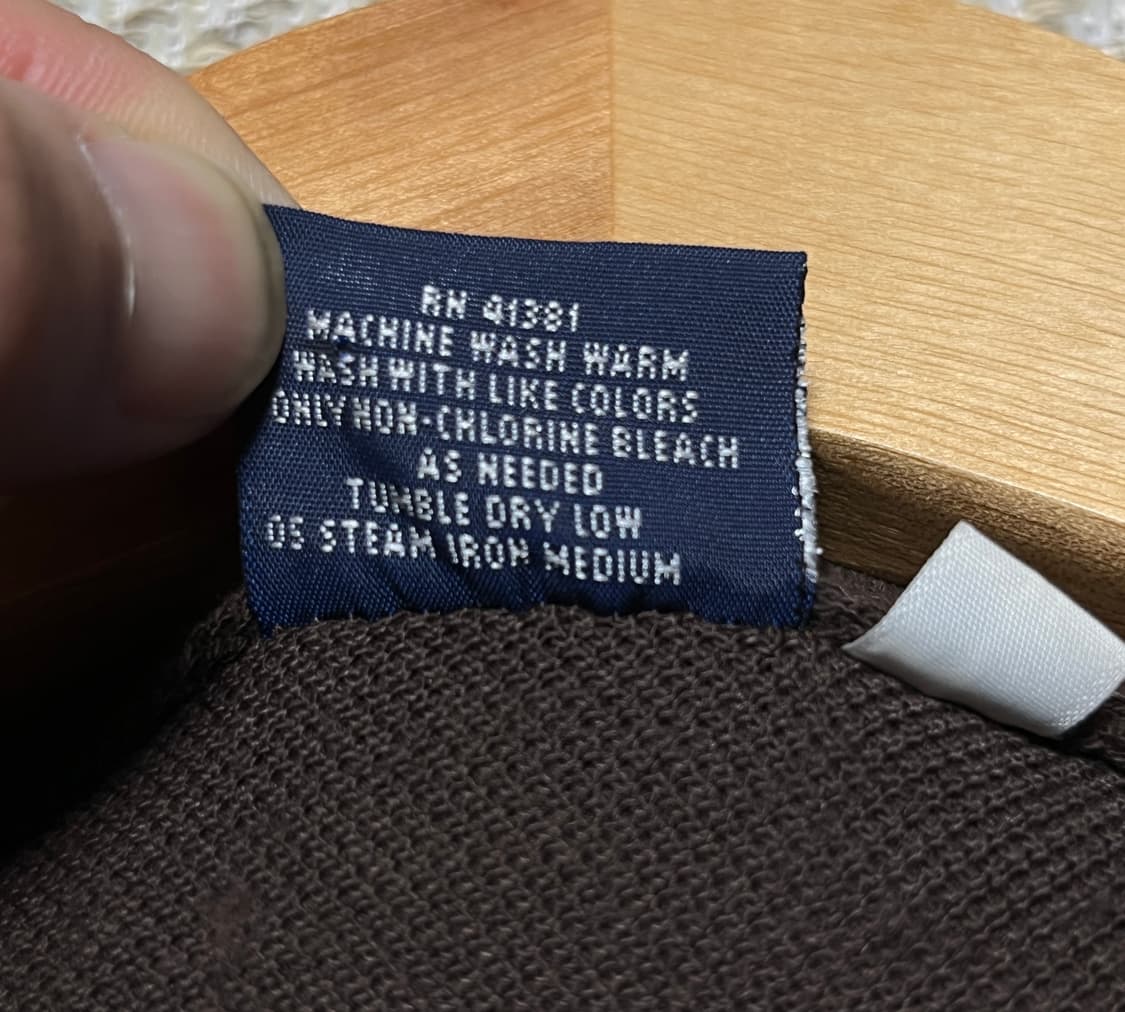 RN 41381
MACHINE WASH WARM
WASH WITH LIKE COLORS
ONLY NON-CHLORINE BLEACH
AS NEEDED
TUMBLE DRY LOW
OE STEAM IRON MEDIUM